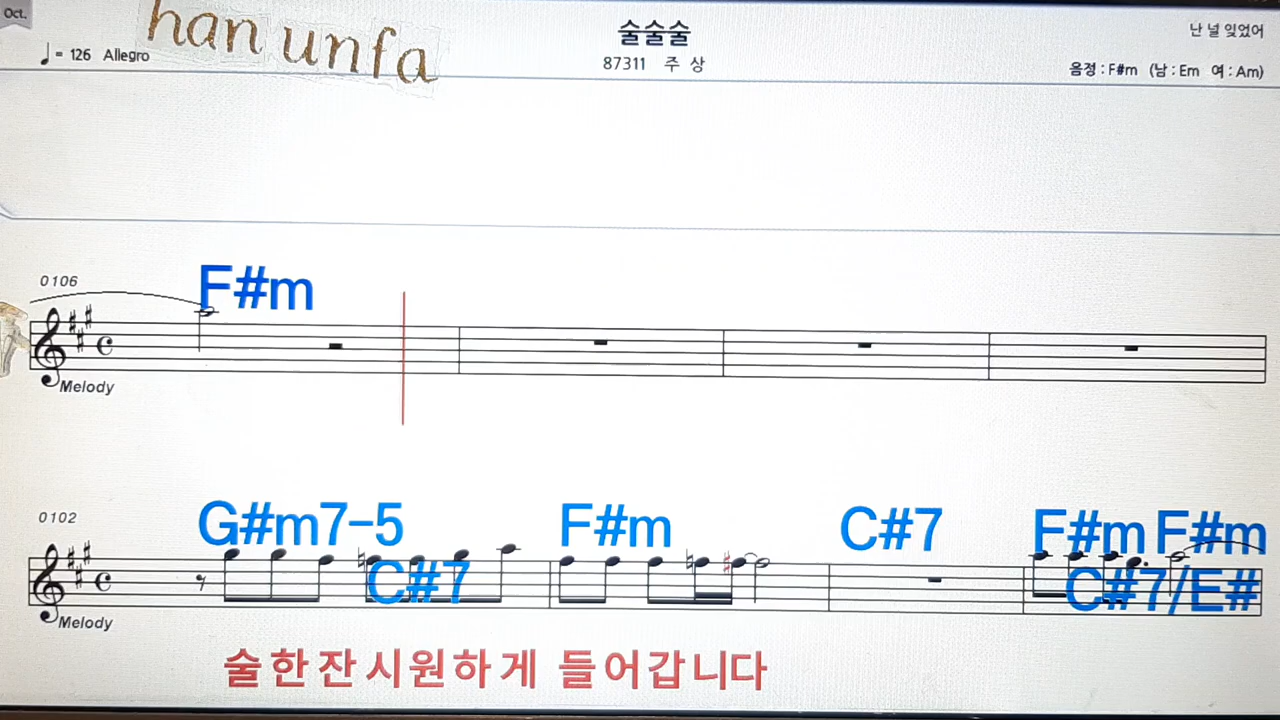 Oct.
han unfa
술술술
난 널 잊었어
♩= 126 Allegro
87311 주 상
음정 : F#m (남 : Em 여 : Am)
0106
F#m
Melody
0102
G#m7-5 F#m C#7 F#m F#m
C#7 C#7/E#
Melody
술한잔시원하게 들어갑니다